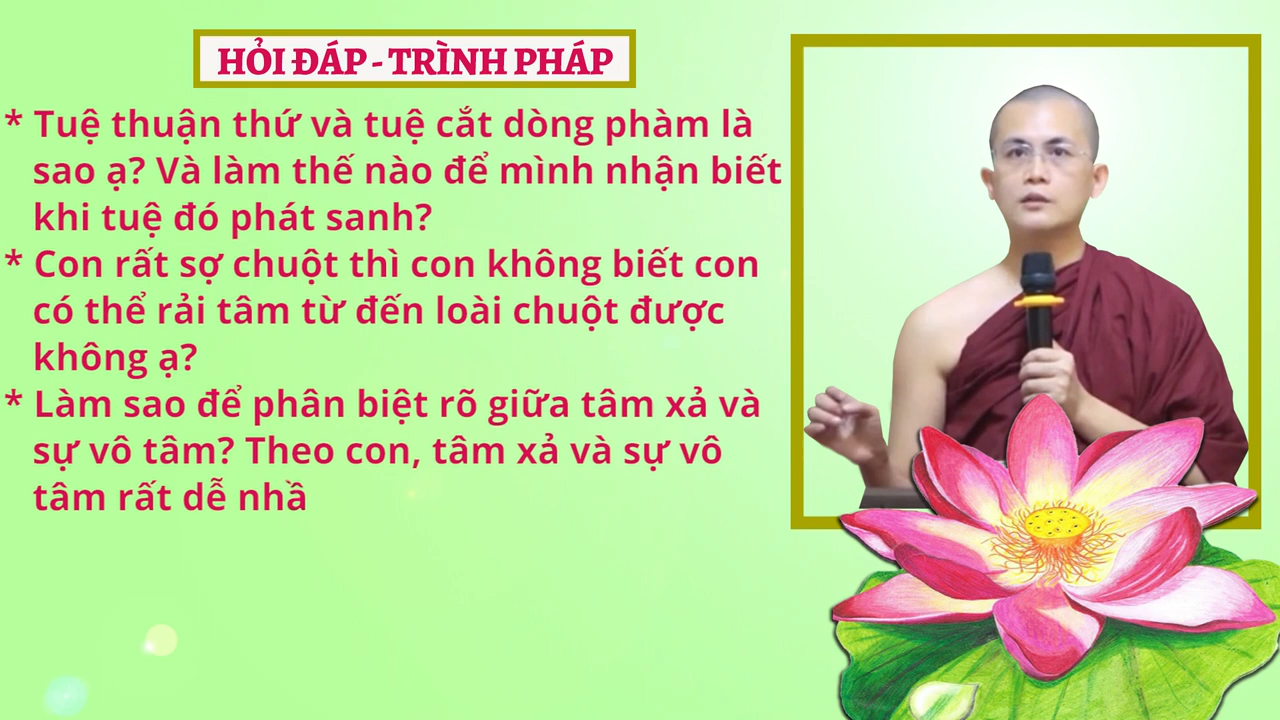 HỎI ĐÁP - TRÌNH PHÁP
* Tuệ thuận thứ và tuệ cắt dòng phàm là
sao ạ? Và làm thế nào để mình nhận biết
khi tuệ đó phát sanh?
* Con rất sợ chuột thì con không biết con
có thể rải tâm từ đến loài chuột được
không ạ?
* Làm sao để phân biệt rõ giữa tâm xả và
sự vô tâm? Theo con, tâm xả và sự vô
tâm rất dễ nhầ